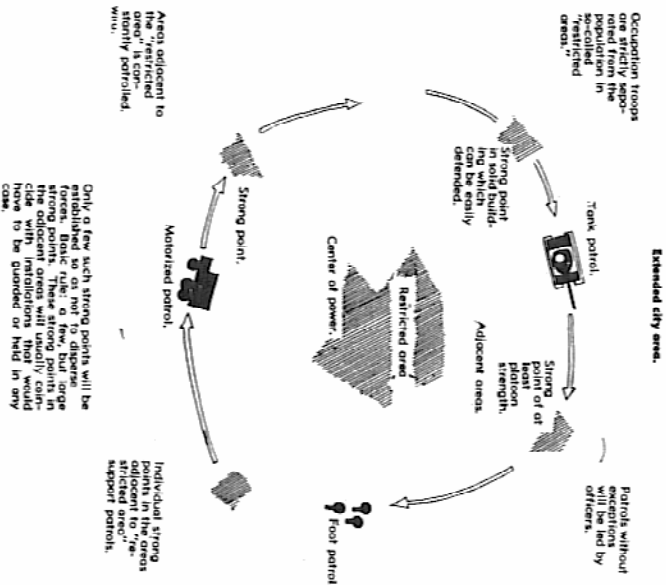 Extended city area.
Occupation troops
are strictly sepa-
rated from the
population in
so-called
"restricted
areas."
Tank patrol.
Patrols without
exceptions
will be led by
officers.
Strong point
in solid build-
ing which
can be easily
defended.
Strong
point of at
least
platoon
strength.
Adjacent areas.
Restricted area
Center of power.
Foot patrol
Strong point.
Motorized patrol.
Areas adjacent to
the "restricted
area" is con-
stantly patrolled.
Individual strong
points in the areas
adjacent to "re-
stricted area"
support patrols.
Only a few such strong points will be
established so as not to disperse
forces. Basic rule: a few, but large
strong points. These strong points in
the adjacent areas will usually coin-
cide with installations that would
have to be guarded or held in any
case.